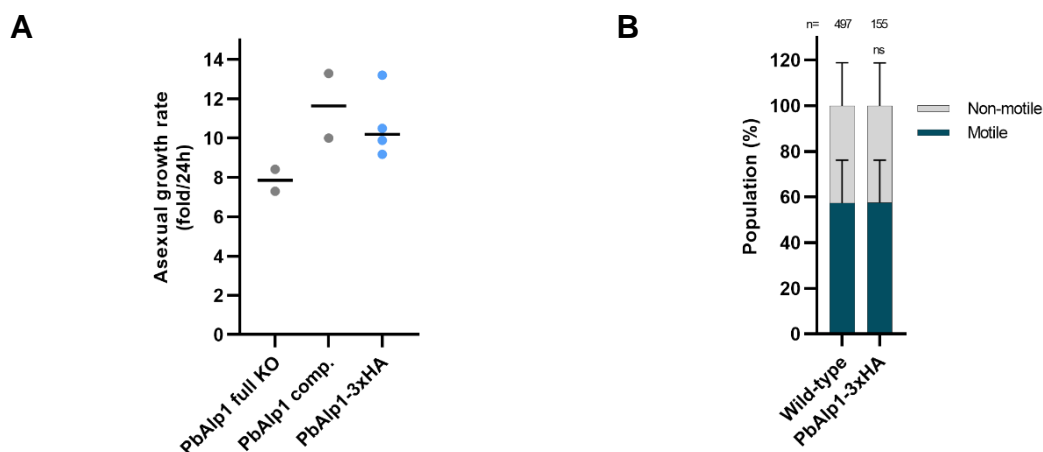 A
Asexual growth rate
(fold/24h)
14
12
10
8
6
4
2
0
PbAlp1 full KO
PbAlp1 comp.
PbAlp1-3xHA
B
n= 497 155
ns
Population (%)
120
100
80
60
40
20
0
Wild-type
PbAlp1-3xHA
Non-motile
Motile